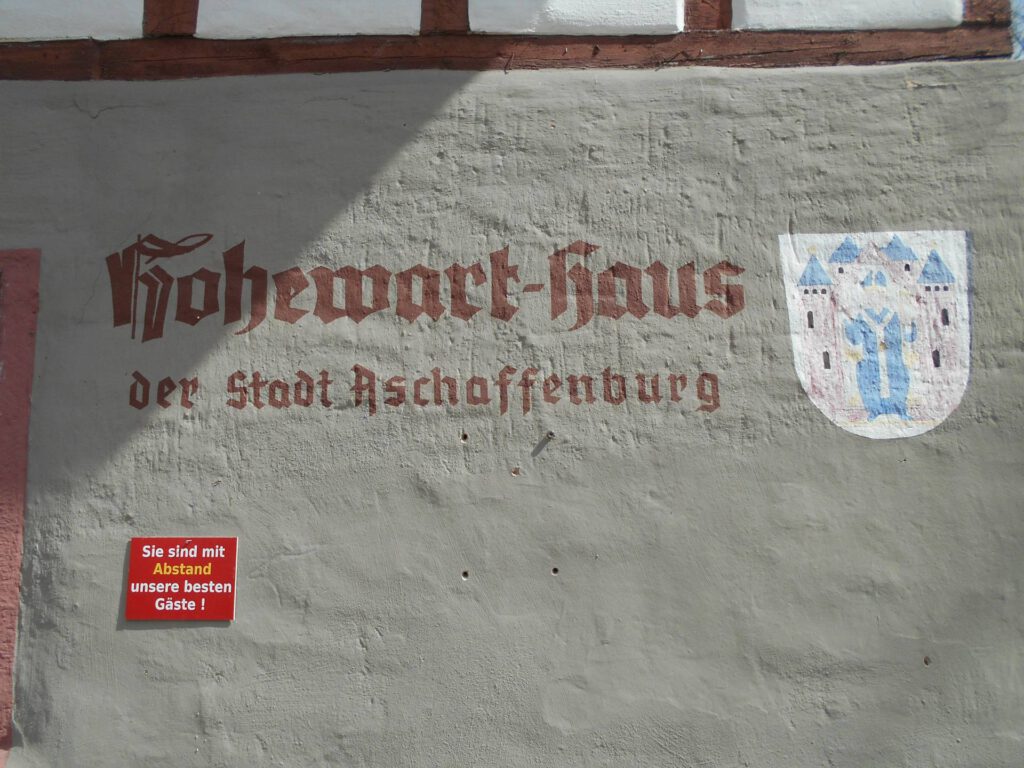 Hohewart-Haus
der Stadt Aschaffenburg
Sie sind mit
Abstand
unsere besten
Gäste !